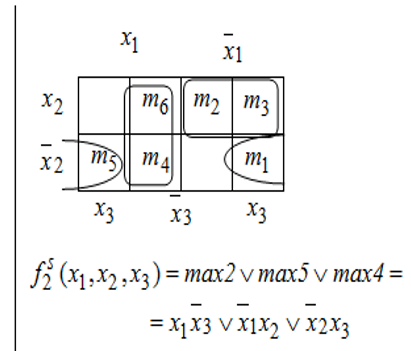 x₁ x̄₁
x₂ m₆ m₂ m₃
x̄₂ m₅ m₄ m₁
x₃ x̄₃ x₃
f₂ˢ (x₁,x₂,x₃) = max2 ∨ max5 ∨ max4 =
= x₁x̄₃ ∨ x̄₁x₂ ∨ x̄₂x₃